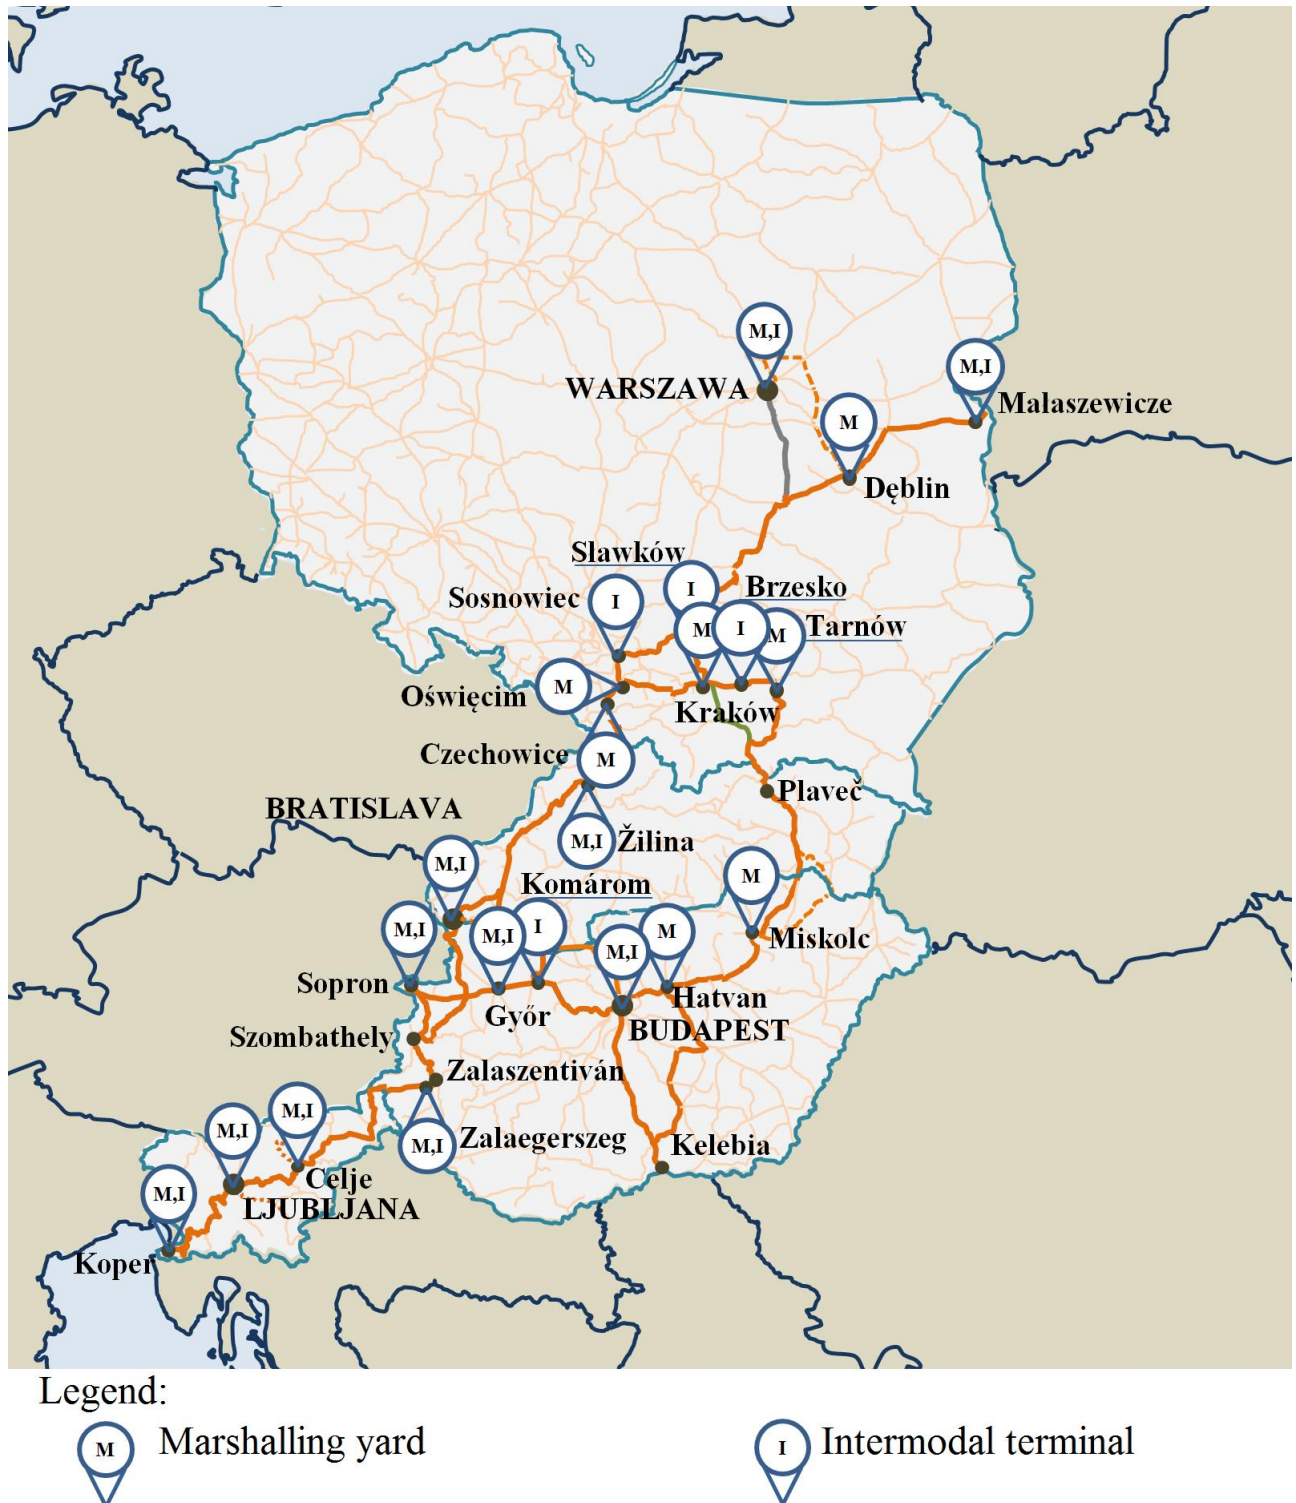 M,I
WARSZAWA
M,I
Małaszewicze
M
Dęblin
Sławków
I
Brzesko
Sosnowiec
I
M
I
M
Tarnów
Oświęcim
M
Kraków
Czechowice
M
Plaveč
BRATISLAVA
M,I
Žilina
M,I
Komárom
M
M,I
M,I
I
M,I
M
Miskolc
Sopron
Hatvan
Győr
BUDAPEST
Szombathely
Zalaszentiván
M,I
M,I
M,I
Zalaegerszeg
Kelebia
Celje
LJUBLJANA
M,I
Koper
Legend:
M Marshalling yard
I Intermodal terminal